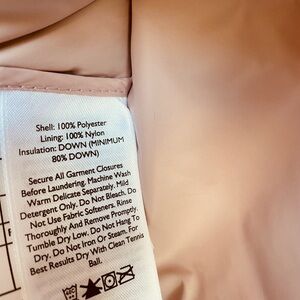 Shell: 100% Polyester
Lining: 100% Nylon
Insulation: DOWN (MINIMUM
80% DOWN)
Secure All Garment Closures
Before Laundering. Machine Wash
Warm Delicate Separately. Mild
Detergent Only. Do Not Bleach. Do
Not Use Fabric Softeners. Rinse
Thoroughly And Remove Promptly.
Tumble Dry Low. Do Not Hang To
Dry. Do Not Iron Or Steam. For
Best Results Dry With Clean Tennis
Ball.